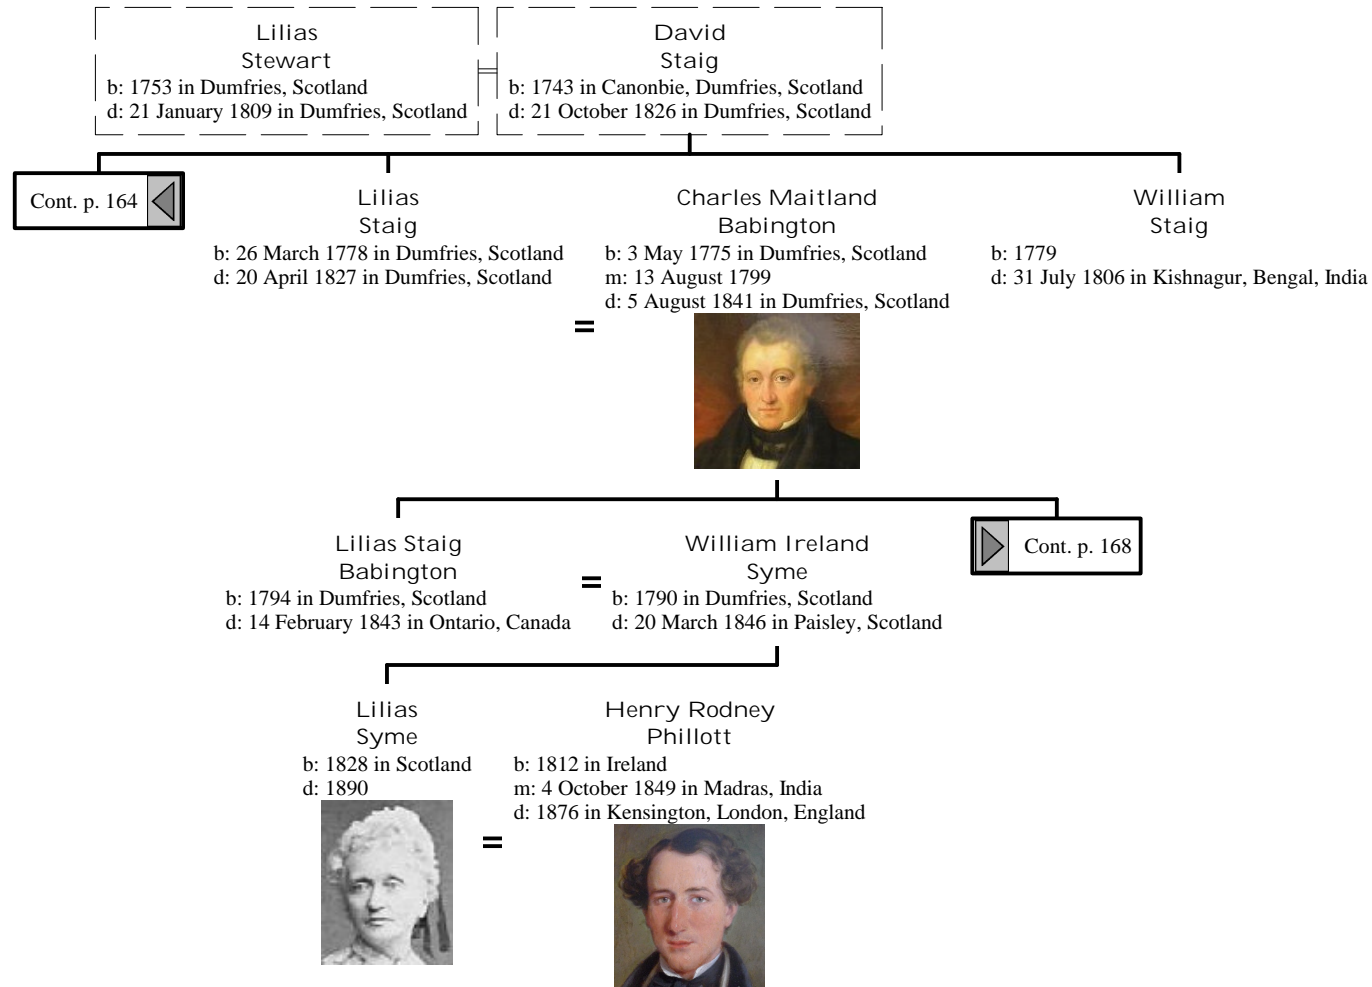 Lilias
Stewart
b: 1753 in Dumfries, Scotland
d: 21 January 1809 in Dumfries, Scotland
=
David
Staig
b: 1743 in Canonbie, Dumfries, Scotland
d: 21 October 1826 in Dumfries, Scotland
Cont. p. 164
Lilias
Staig
b: 26 March 1778 in Dumfries, Scotland
d: 20 April 1827 in Dumfries, Scotland
=
Charles Maitland
Babington
b: 3 May 1775 in Dumfries, Scotland
m: 13 August 1799
d: 5 August 1841 in Dumfries, Scotland
William
Staig
b: 1779
d: 31 July 1806 in Kishnagur, Bengal, India
Lilias Staig
Babington
b: 1794 in Dumfries, Scotland
d: 14 February 1843 in Ontario, Canada
=
William Ireland
Syme
b: 1790 in Dumfries, Scotland
d: 20 March 1846 in Paisley, Scotland
Cont. p. 168
Lilias
Syme
b: 1828 in Scotland
d: 1890
=
Henry Rodney
Phillott
b: 1812 in Ireland
m: 4 October 1849 in Madras, India
d: 1876 in Kensington, London, England